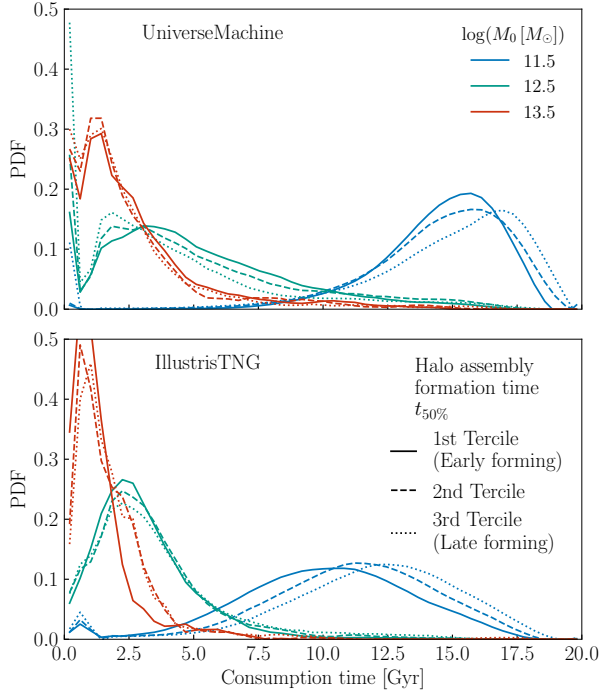 0.5
UniverseMachine
log(M₀ [M⊙])
11.5
12.5
13.5
0.4
0.3
0.2
0.1
0.0
PDF
0.5
IllustrisTNG
Halo assembly
formation time
t₅₀%
1st Tercile
(Early forming)
2nd Tercile
3rd Tercile
(Late forming)
0.4
0.3
0.2
0.1
0.0
PDF
0.0 2.5 5.0 7.5 10.0 12.5 15.0 17.5 20.0
Consumption time [Gyr]